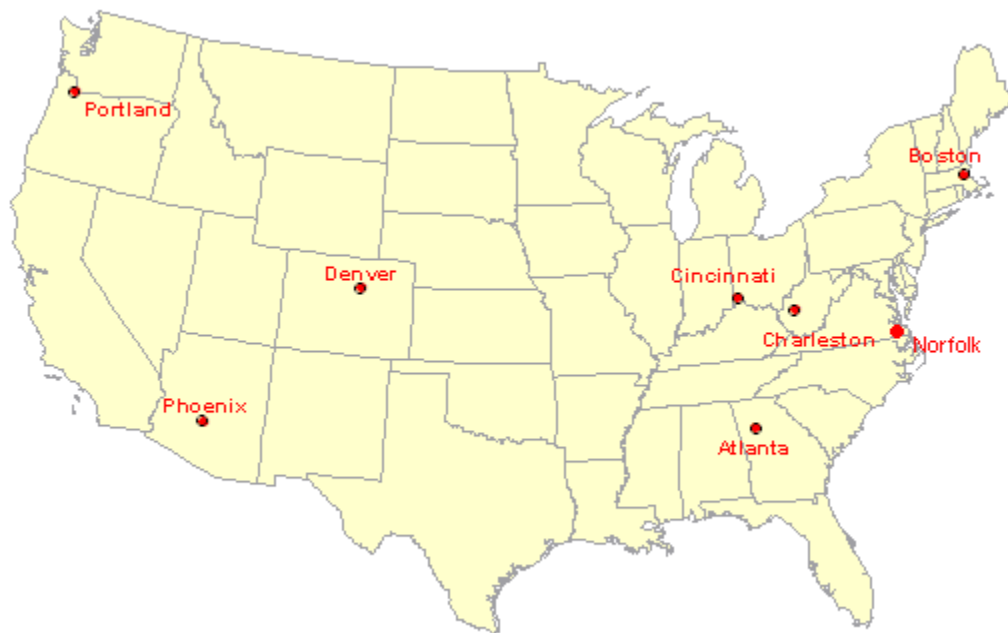 Portland
Boston
Denver
Cincinnati
Charleston
Norfolk
Phoenix
Atlanta